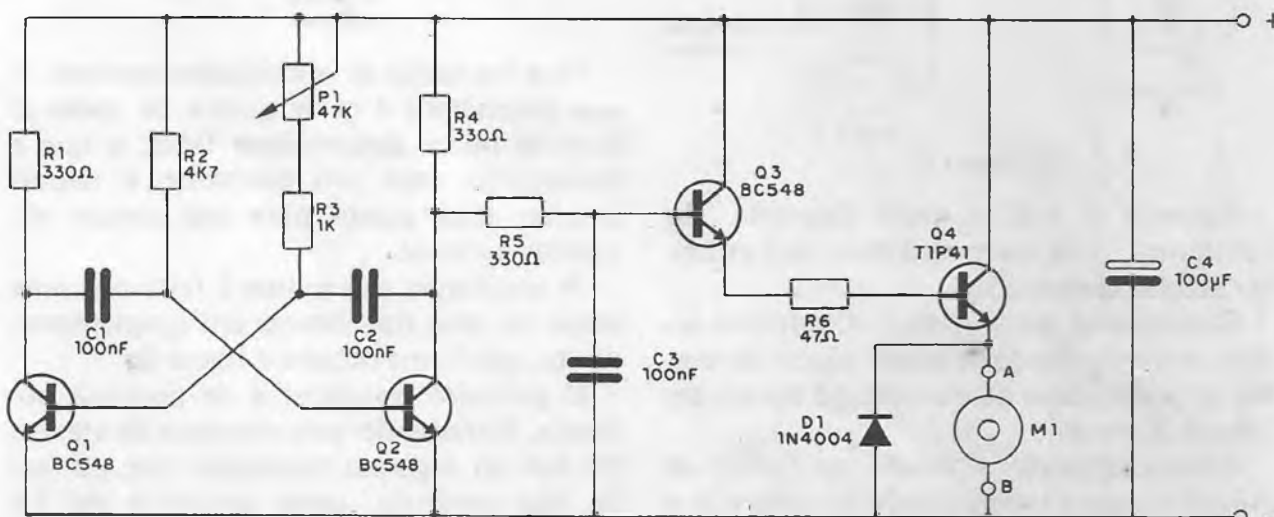 +
P1
47K
R4
330Ω
R1
330Ω
R2
4K7
Q3
BC548
R3
1K
R5
330Ω
Q4
TIP41
C4
100µF
R6
47Ω
C1
100nF
C2
100nF
C3
100nF
A
D1
1N4004
M1
Q1
BC548
Q2
BC548
B
-